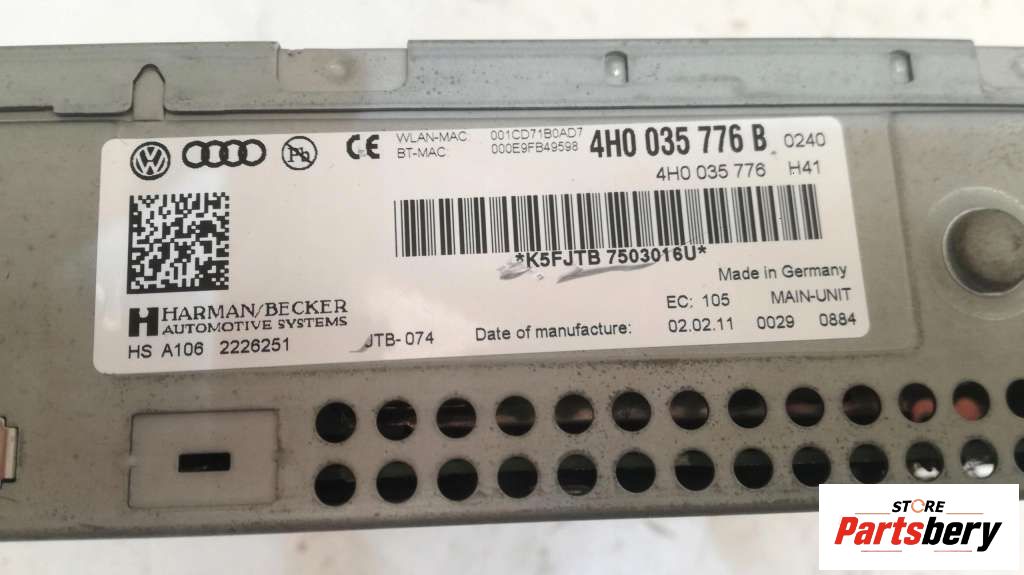 WLAN-MAC: 001CD71B0AD7 4H0 035 776 B 0240
BT-MAC: 000E9FB49598
4H0 035 776 H41
Pb
CE
*K5FJTB 7503016U*
Made in Germany
HARMAN/BECKER
AUTOMOTIVE SYSTEMS
EC: 105 MAIN-UNIT
HS A106 2226251 JTB-074 Date of manufacture: 02.02.11 0029 0884
STORE
Partsbery